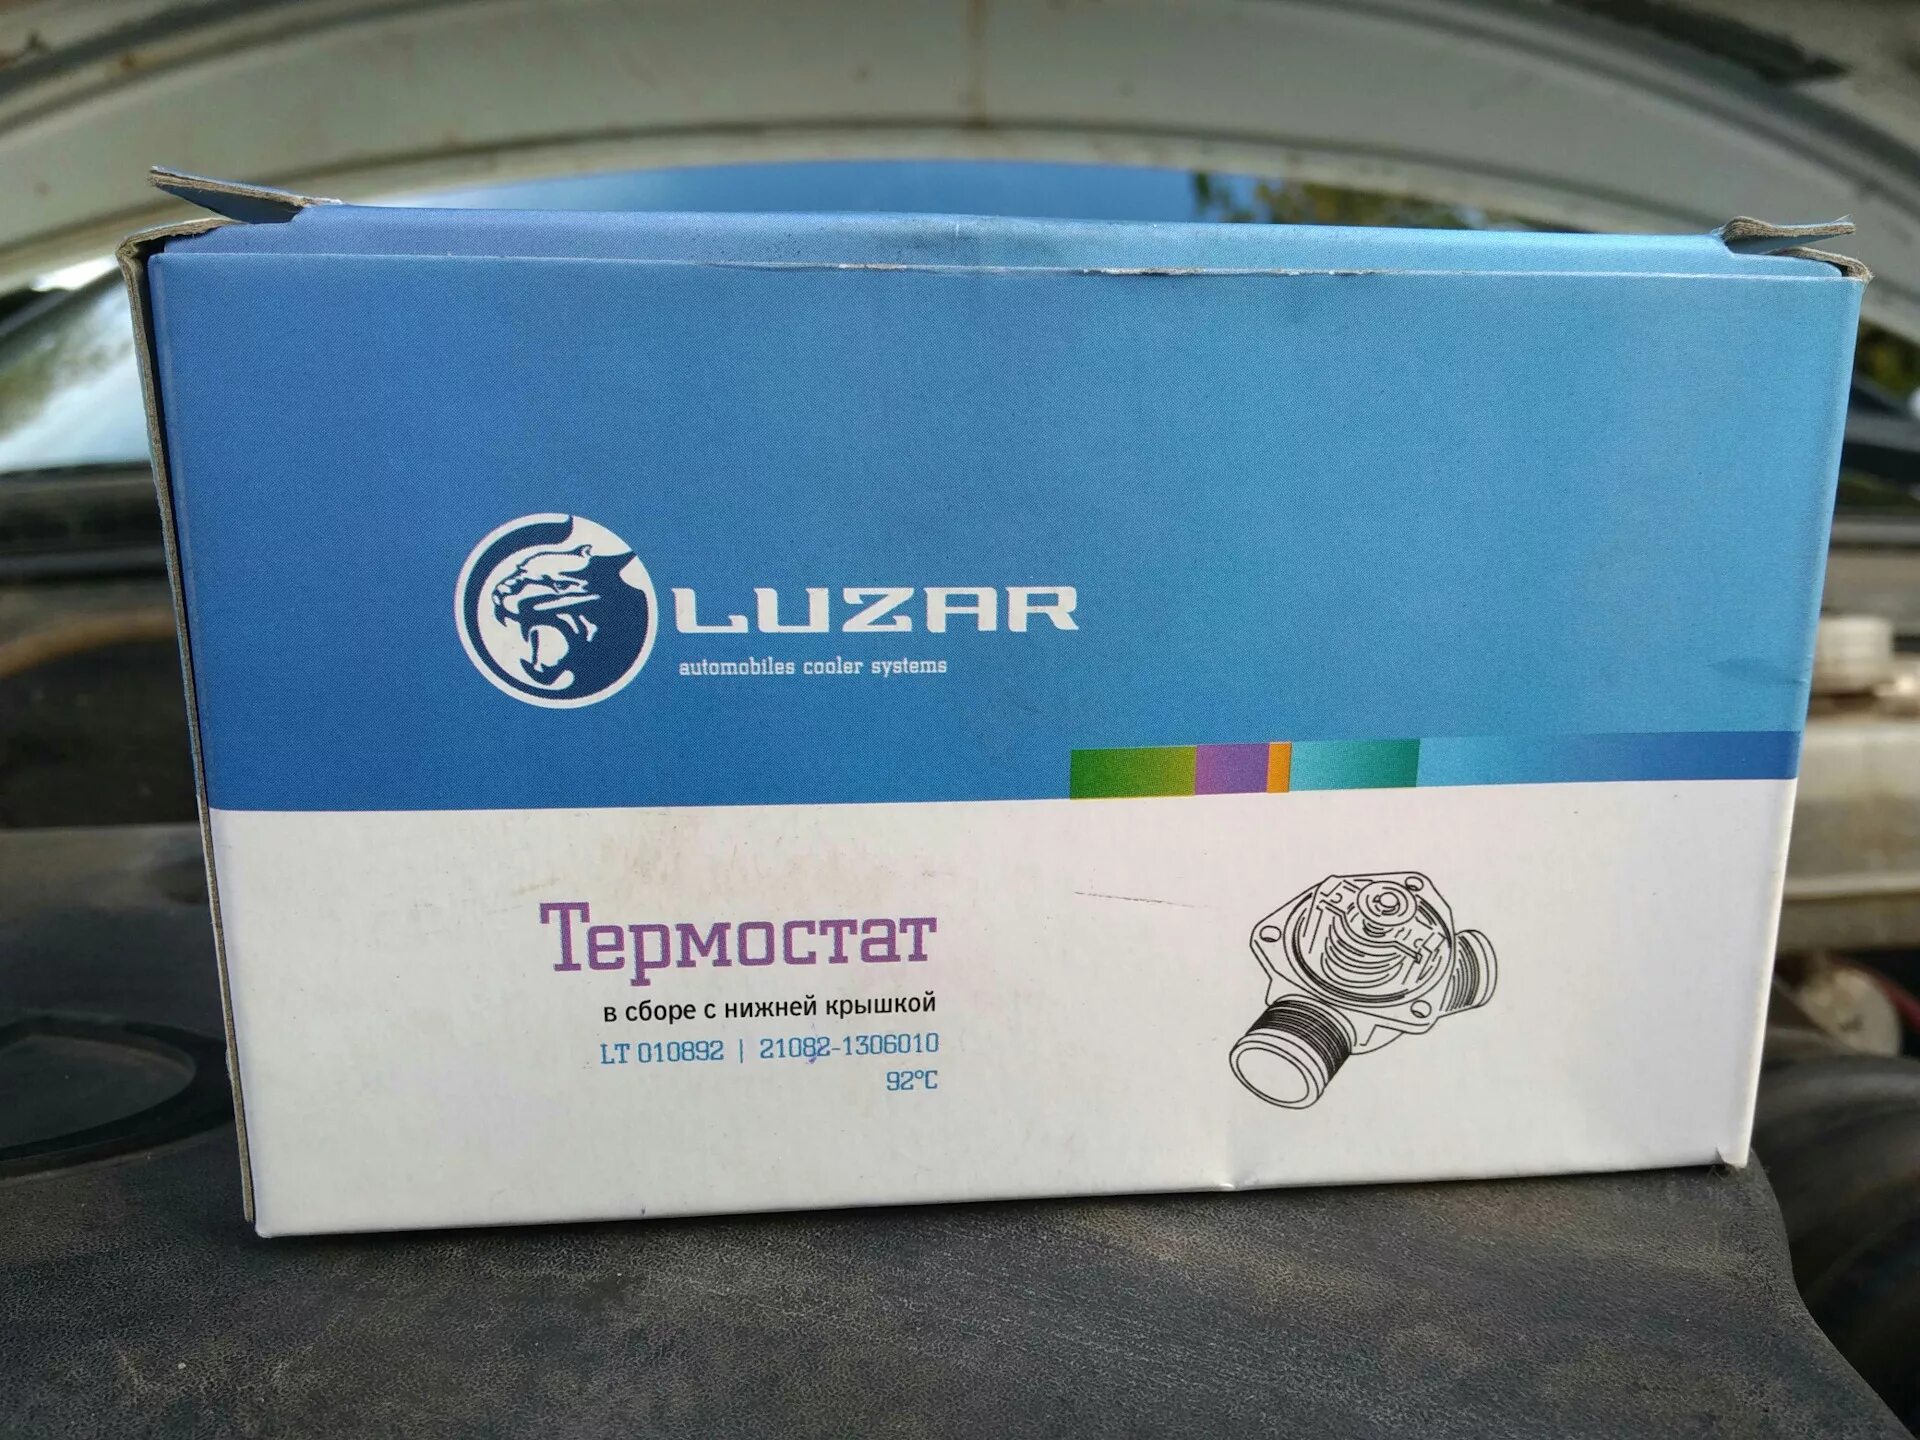 LUZAR
automobiles cooler systems
Термостат
в сборе с нижней крышкой
LT 010892 | 21082-1306010
92°C